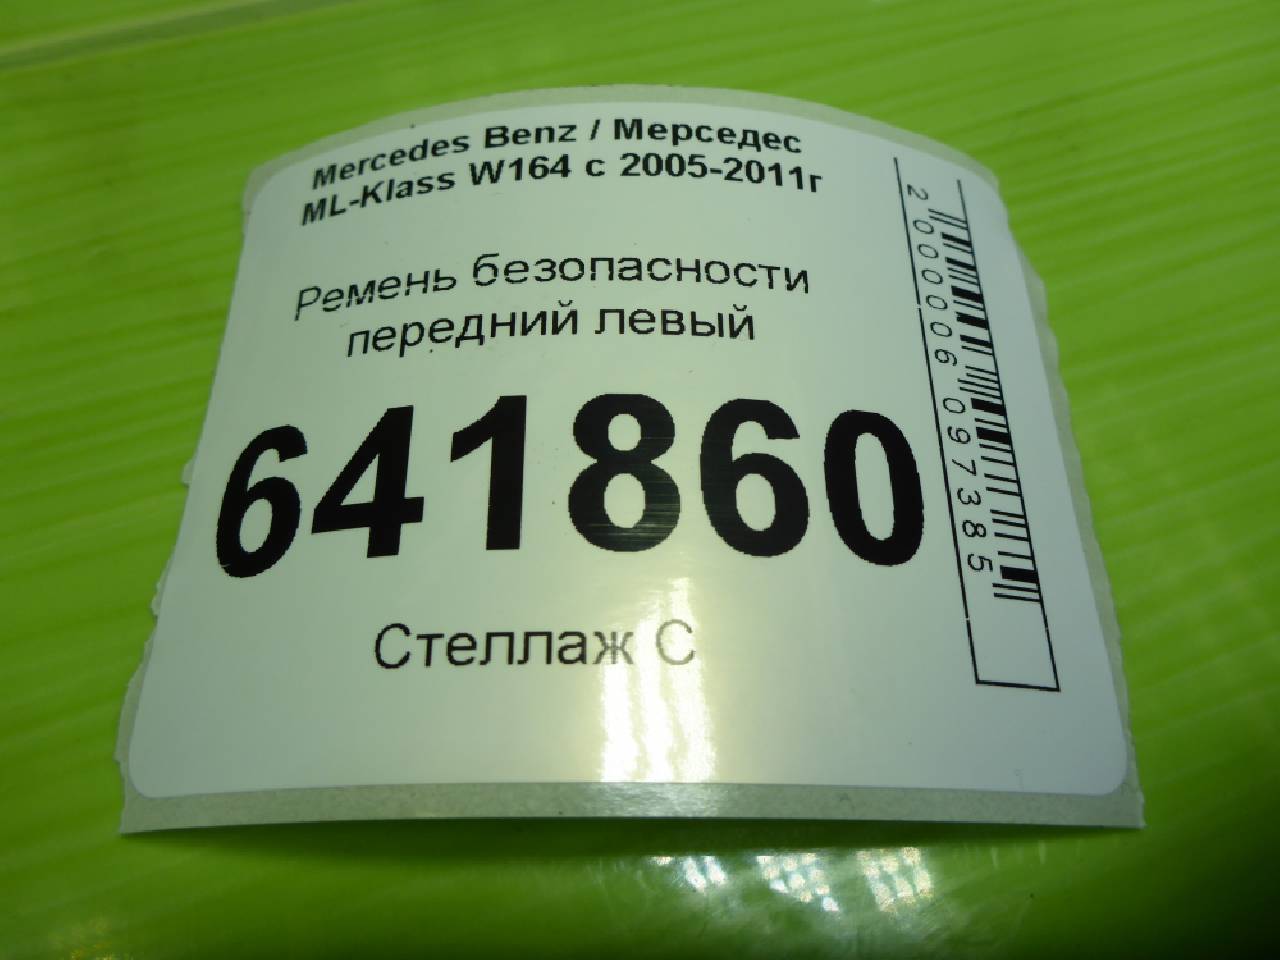 Mercedes Benz / Мерседес
ML-Klass W164 с 2005-2011г
Ремень безопасности
передний левый
641860
Стеллаж С
2000006097385